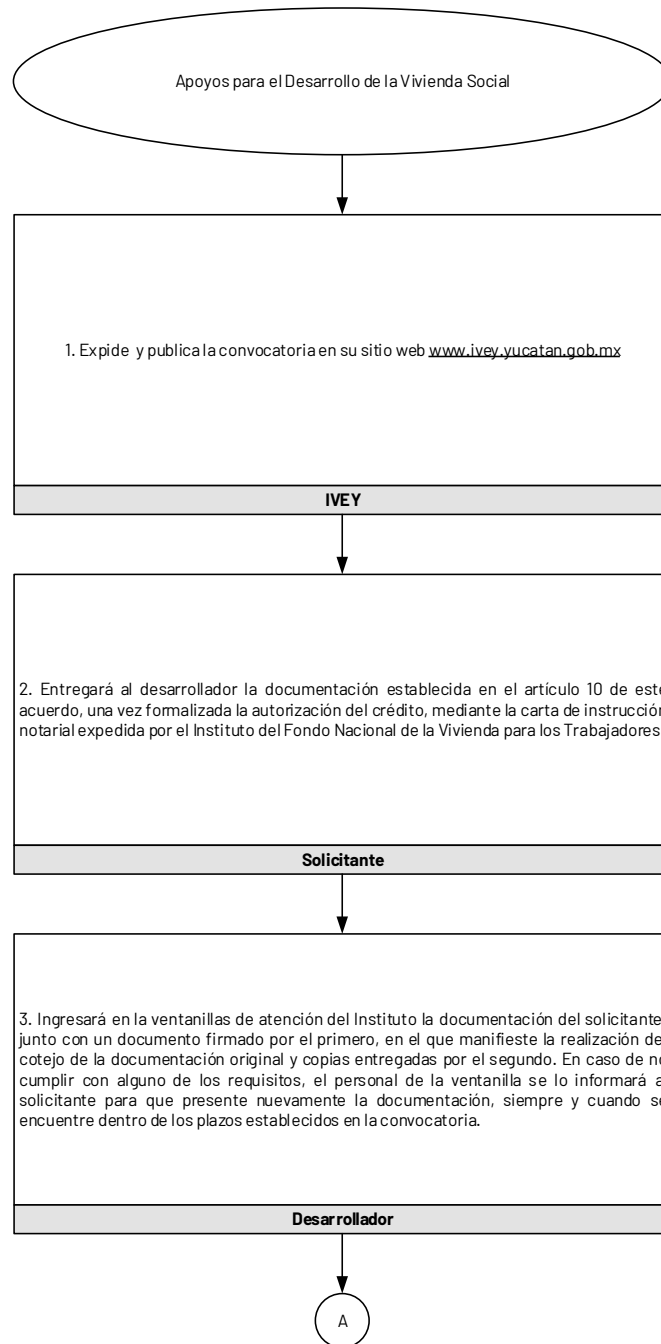 Apoyos para el Desarrollo de la Vivienda Social
1. Expide y publica la convocatoria en su sitio web www.ivey.yucatan.gob.mx
IVEY
2. Entregará al desarrollador la documentación establecida en el artículo 10 de este
acuerdo, una vez formalizada la autorización del crédito, mediante la carta de instrucción
notarial expedida por el Instituto del Fondo Nacional de la Vivienda para los Trabajadores
Solicitante
3. Ingresará en la ventanillas de atención del Instituto la documentación del solicitante
junto con un documento firmado por el primero, en el que manifieste la realización de
cotejo de la documentación original y copias entregadas por el segundo. En caso de no
cumplir con alguno de los requisitos, el personal de la ventanilla se lo informará a
solicitante para que presente nuevamente la documentación, siempre y cuando se
encuentre dentro de los plazos establecidos en la convocatoria.
Desarrollador
A